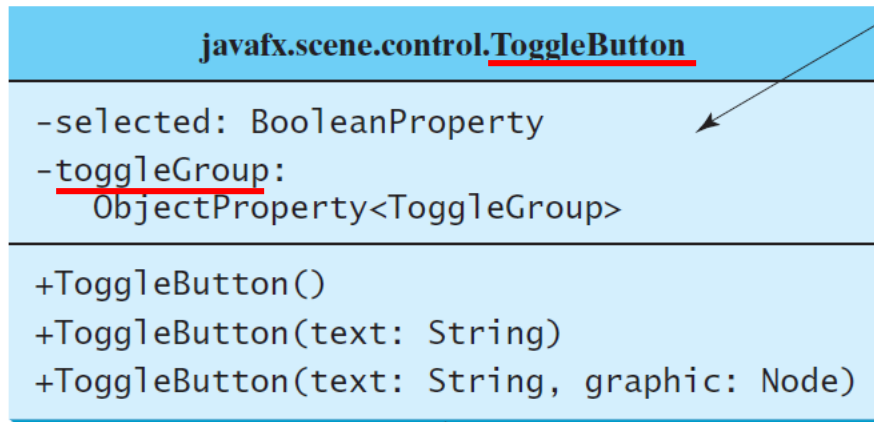 javafx.scene.control.ToggleButton
-selected: BooleanProperty
-toggleGroup:
ObjectProperty<ToggleGroup>
+ToggleButton()
+ToggleButton(text: String)
+ToggleButton(text: String, graphic: Node)